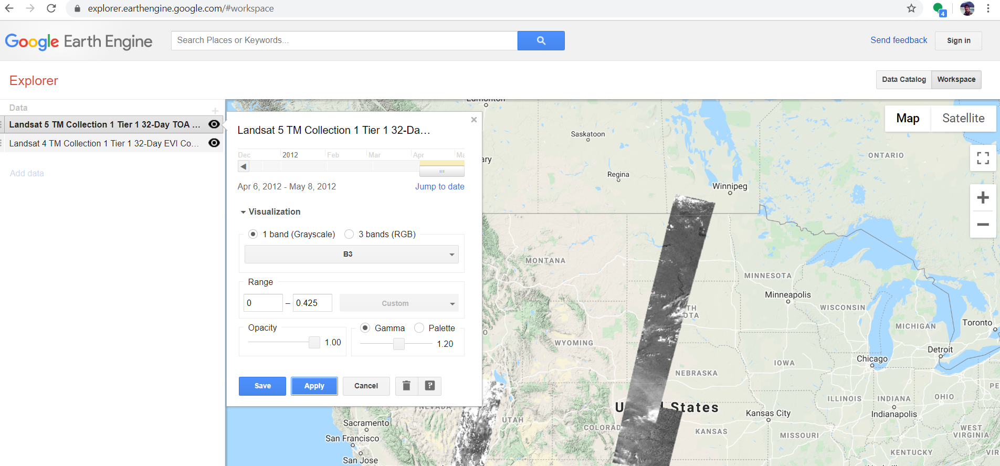 explorer.earthengine.google.com/#workspace
4
Google Earth Engine
Search Places or Keywords...
Send feedback
Sign in
Explorer
Data Catalog
Workspace
Data
Landsat 5 TM Collection 1 Tier 1 32-Day TOA ...
Landsat 4 TM Collection 1 Tier 1 32-Day EVI Co...
Add data
Landsat 5 TM Collection 1 Tier 1 32-Da...
Dec 2012 Feb Mar Apr Ma
Apr 6, 2012 - May 8, 2012
Jump to date
Visualization
1 band (Grayscale)
3 bands (RGB)
B3
Range
0 – 0.425
Custom
Opacity
1.00
Gamma
Palette
1.20
Save
Apply
Cancel
?
Map
Satellite
+
−
Edmonton
Saskatoon
ary
Regina
Winnipeg
ONTARIO
MONTANA
TH
OTA
MINNESOTA
Minneapolis
WISCONSIN
MICHIGAN
Toronto
O
WYOMING
Detroit
Chicago
IOWA
NEBRASKA
PE
NEVADA
U States
ILLINOIS
INDIANA
OHIO
Kansas City
Indianapolis
UTAH
Sacramento
COLORAD
San Francisco
KANSAS
MISSOURI
WEST
VIRGINIA
KENTUCKY
VIR
San Jose